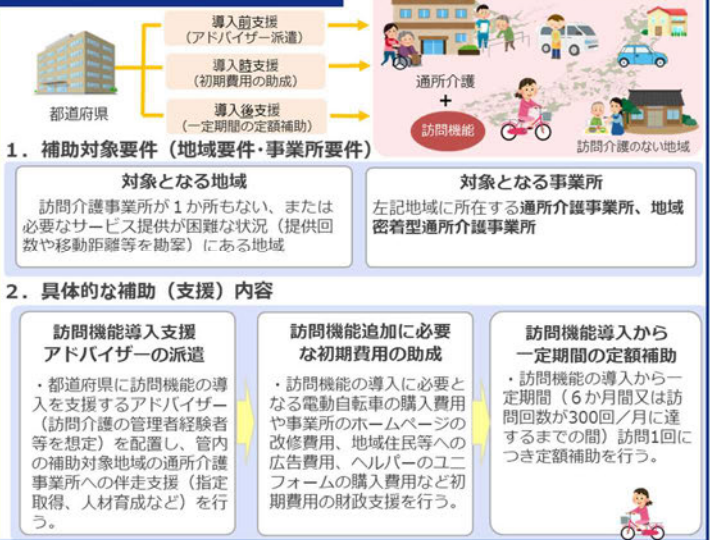 導入前支援
（アドバイザー派遣）
導入時支援
（初期費用の助成）
導入後支援
（一定期間の定額補助）
都道府県
通所介護
+
訪問機能
訪問介護のない地域
１．補助対象要件（地域要件･事業所要件）
対象となる地域
訪問介護事業所が１か所もない、または
必要なサービス提供が困難な状況（提供回
数や移動距離等を勘案）にある地域
対象となる事業所
左記地域に所在する通所介護事業所、地域
密着型通所介護事業所
２．具体的な補助（支援）内容
訪問機能導入支援
アドバイザーの派遣
・都道府県に訪問機能の導
入を支援するアドバイザー
（訪問介護の管理者経験者
等を想定）を配置し、管内
の補助対象地域の通所介護
事業所への伴走支援（指定
取得、人材育成など）を行
う。
訪問機能追加に必要
な初期費用の助成
・訪問機能の導入に必要と
なる電動自転車の購入費用
や事業所のホームページの
改修費用、地域住民等への
広告費用、ヘルパーのユニ
フォームの購入費用など初
期費用の財政支援を行う。
訪問機能導入から
一定期間の定額補助
・訪問機能の導入から一
定期間（６か月間又は訪
問回数が300回／月に達
するまでの間）訪問1回に
つき定額補助を行う。